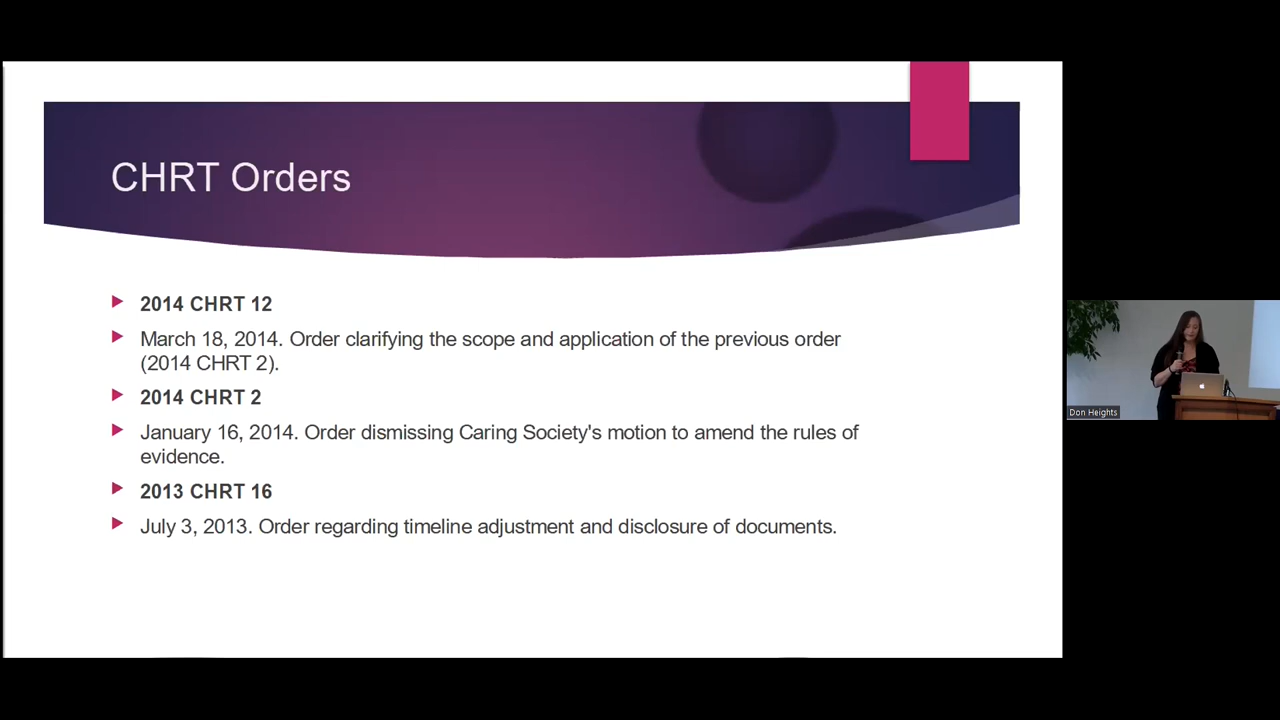 CHRT Orders
2014 CHRT 12
March 18, 2014. Order clarifying the scope and application of the previous order
(2014 CHRT 2).
2014 CHRT 2
January 16, 2014. Order dismissing Caring Society's motion to amend the rules of
evidence.
2013 CHRT 16
July 3, 2013. Order regarding timeline adjustment and disclosure of documents.
Don Heights